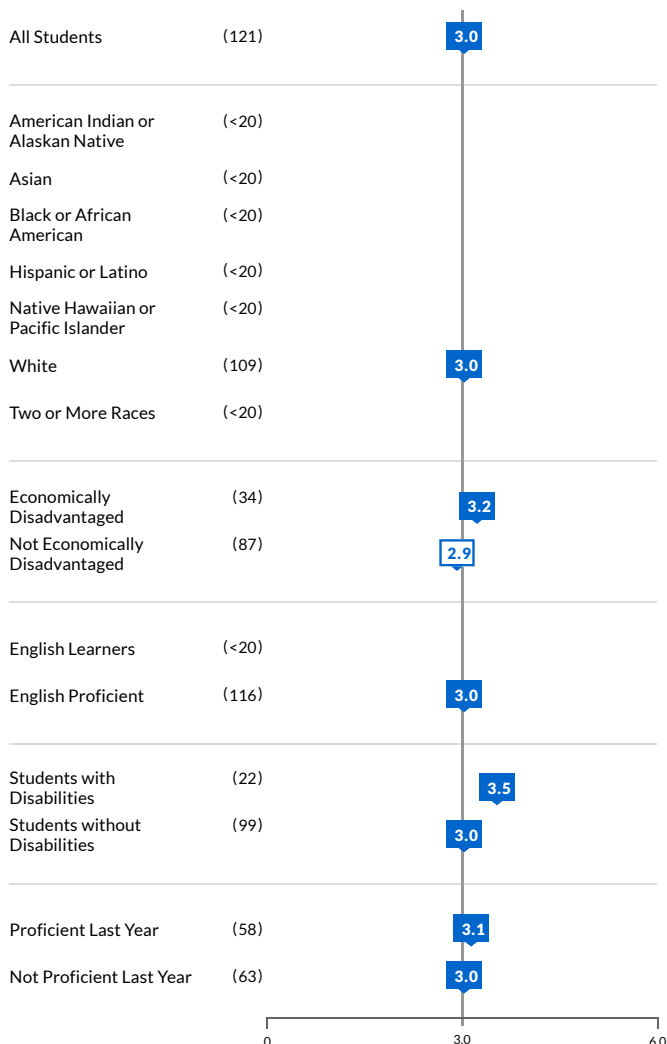 All Students (121) 3.0
American Indian or (<20)
Alaskan Native
Asian (<20)
Black or African (<20)
American
Hispanic or Latino (<20)
Native Hawaiian or (<20)
Pacific Islander
White (109) 3.0
Two or More Races (<20)
Economically (34) 3.2
Disadvantaged
Not Economically (87) 2.9
Disadvantaged
English Learners (<20)
English Proficient (116) 3.0
Students with (22) 3.5
Disabilities
Students without (99) 3.0
Disabilities
Proficient Last Year (58) 3.1
Not Proficient Last Year (63) 3.0
0 3.0 6.0